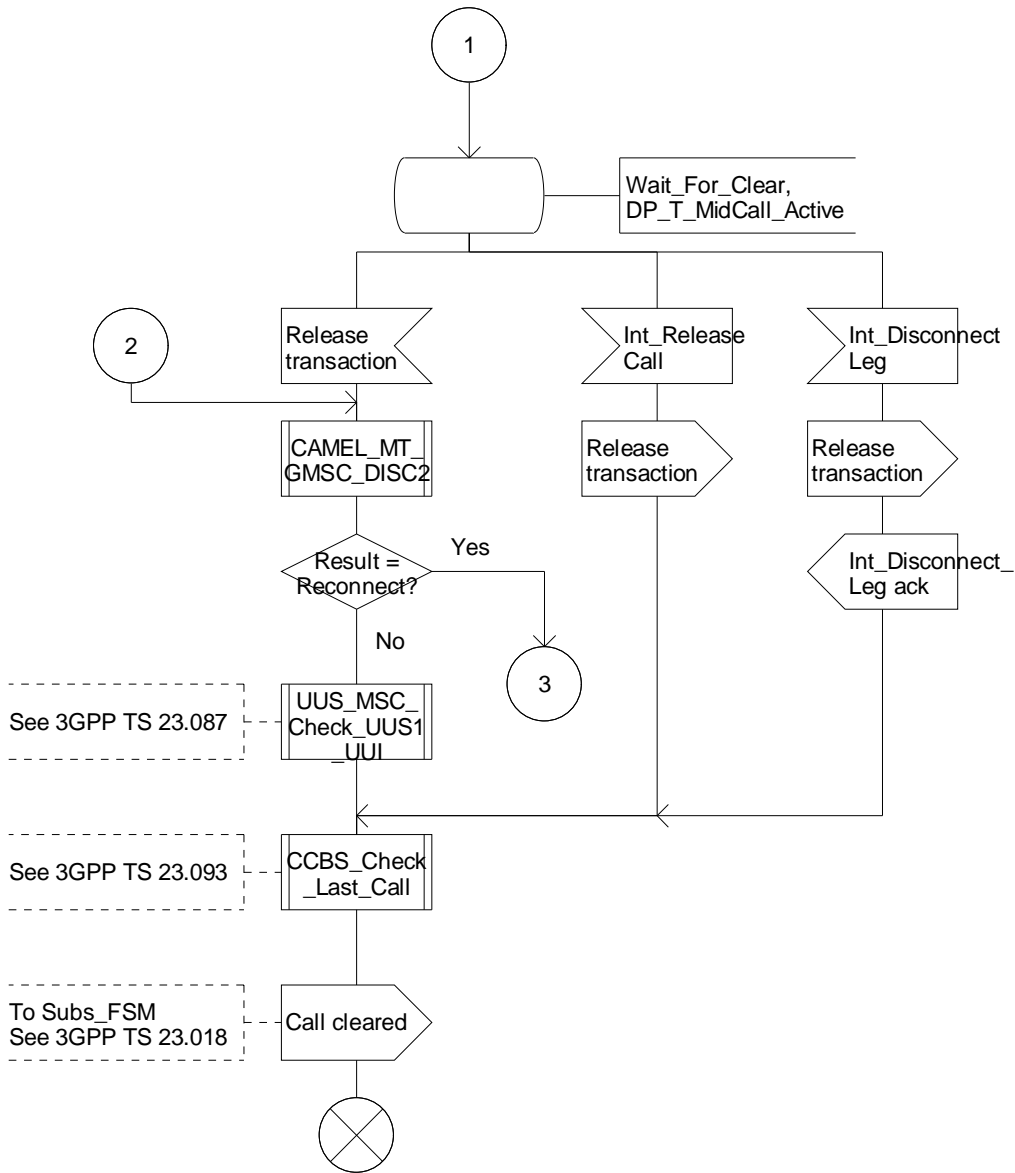 1
Wait_For_Clear,
DP_T_MidCall_Active
Release
transaction
Int_Release
Call
Int_Disconnect
Leg
2
CAMEL_MT_
GMSC_DISC2
Release
transaction
Release
transaction
Result =
Reconnect?
Yes
Int_Disconnect_
Leg ack
No
3
See 3GPP TS 23.087
UUS_MSC_
Check_UUS1
_UUI
See 3GPP TS 23.093
CCBS_Check
_Last_Call
To Subs_FSM
See 3GPP TS 23.018
Call cleared